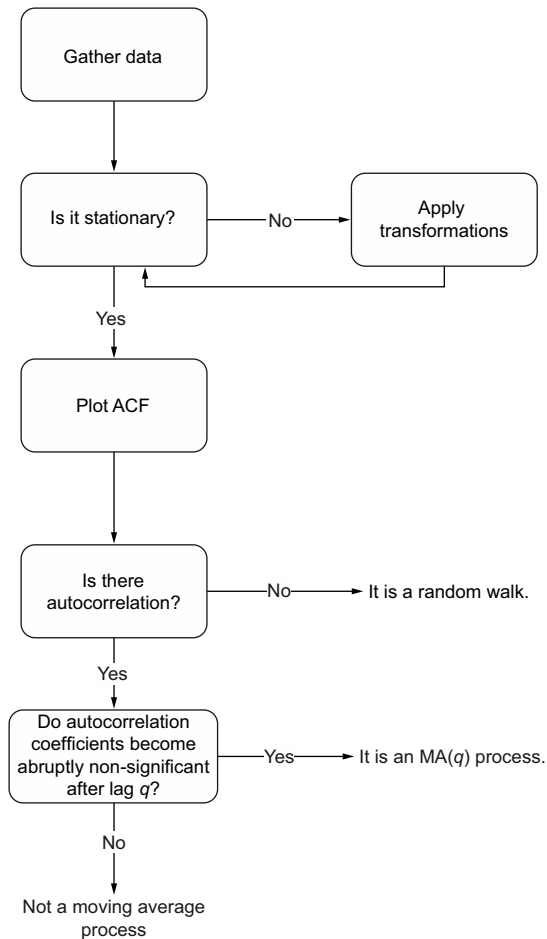 Gather data
Is it stationary?
No
Apply
transformations
Yes
Plot ACF
Is there
autocorrelation?
No
It is a random walk.
Yes
Do autocorrelation
coefficients become
abruptly non-significant
after lag q?
Yes
It is an MA(q) process.
No
Not a moving average
process